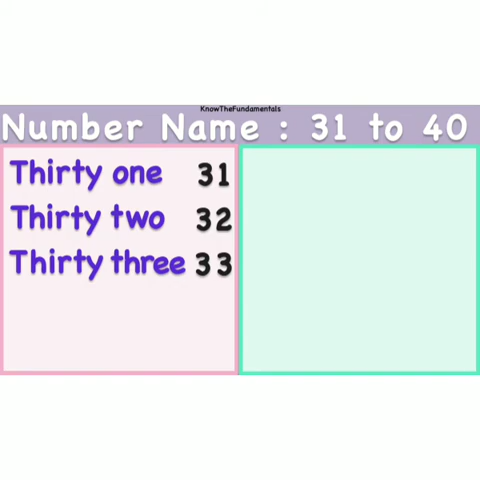 KnowTheFundamentals
Number Name : 31 to 40
Thirty one 31
Thirty two 32
Thirty three 33